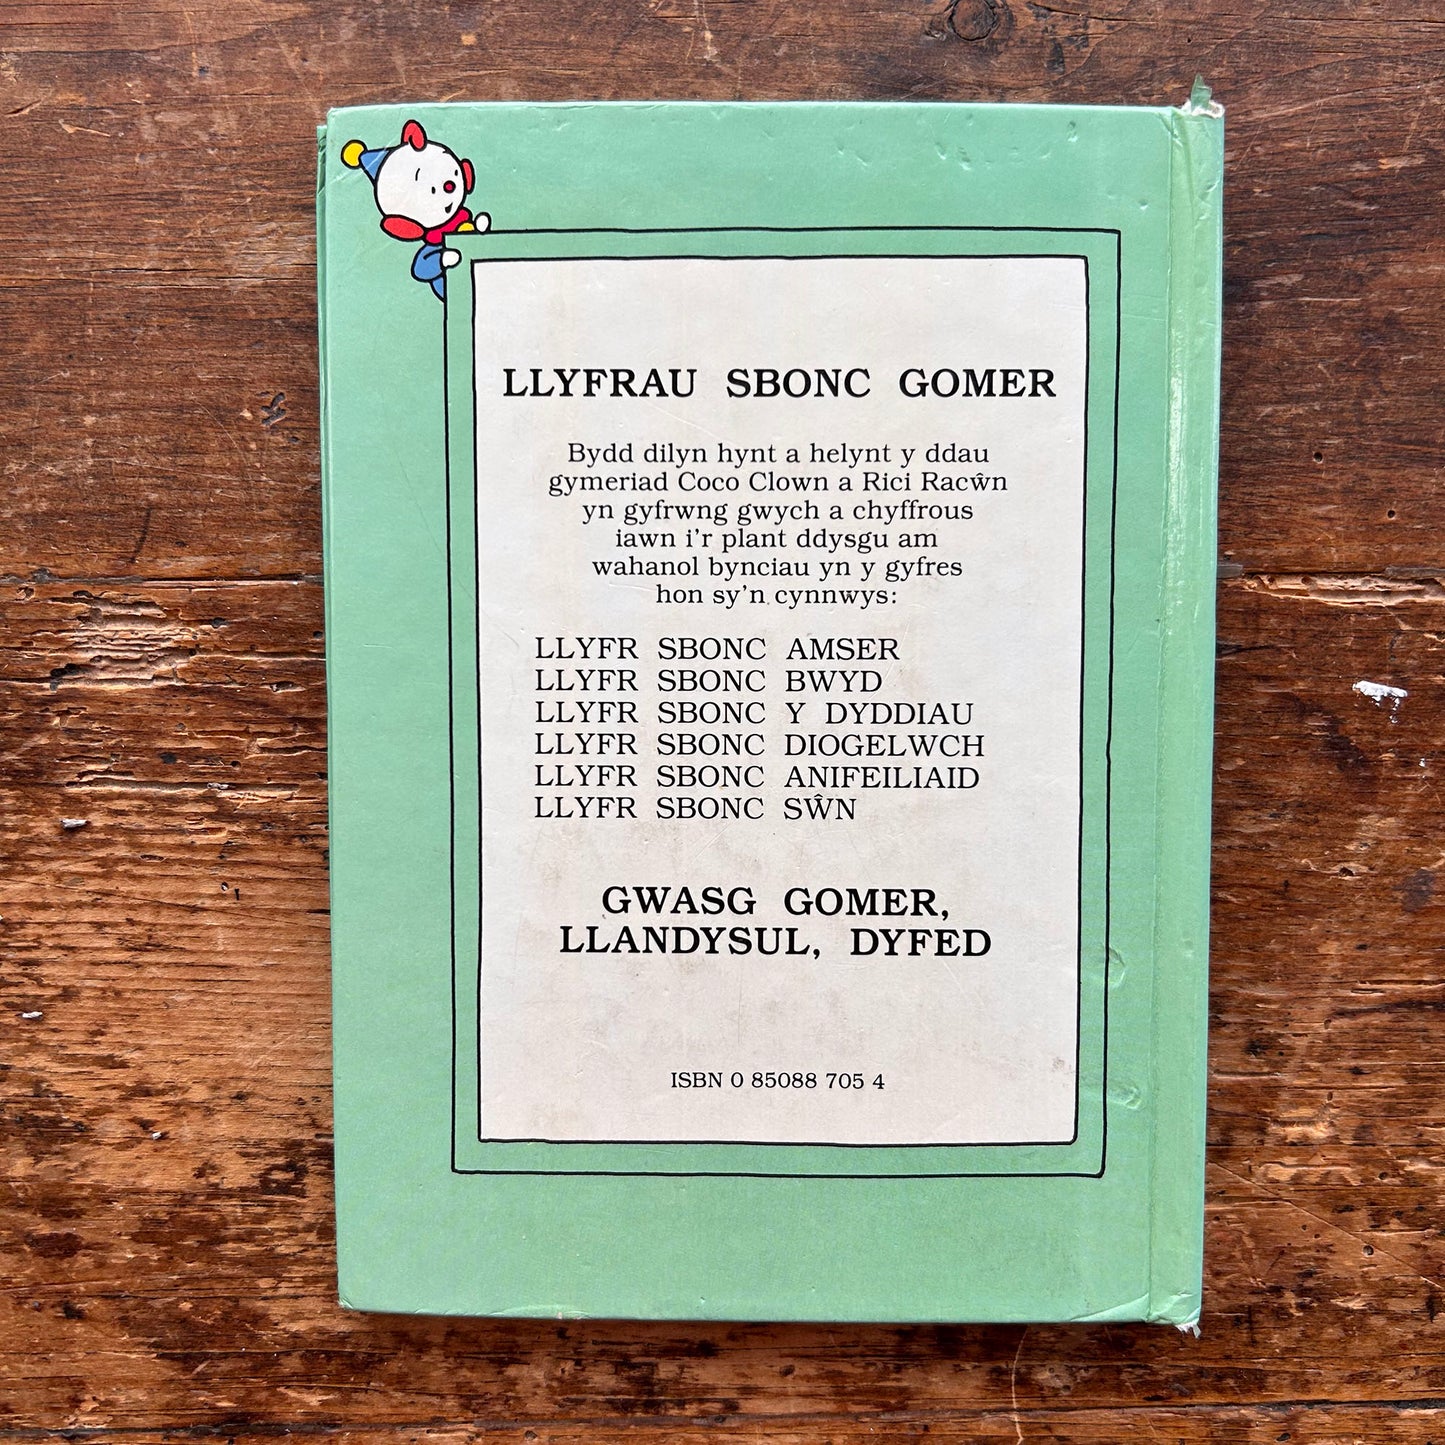 LLYFRAU SBONC GOMER
Bydd dilyn hynt a helynt y ddau
gymeriad Coco Clown a Rici Racŵn
yn gyfrwng gwych a chyffrous
iawn i'r plant ddysgu am
wahanol bynciau yn y gyfres
hon sy'n cynnwys:
LLYFR SBONC AMSER
LLYFR SBONC BWYD
LLYFR SBONC Y DYDDIAU
LLYFR SBONC DIOGELWCH
LLYFR SBONC ANIFEILIAID
LLYFR SBONC SŴN
GWASG GOMER,
LLANDYSUL, DYFED
ISBN 0 85088 705 4